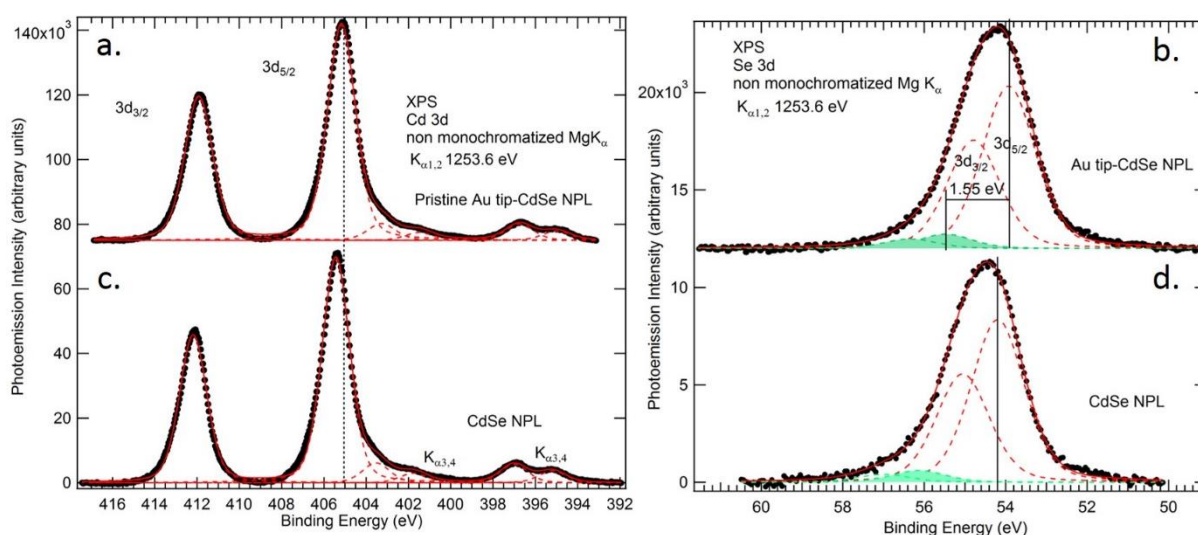 a.
140x10³
120
100
80
60
40
20
0
3d₃/₂
3d₅/₂
XPS
Cd 3d
non monochromatized MgKα
Kα1,2 1253.6 eV
Pristine Au tip-CdSe NPL
c.
CdSe NPL
Kα3,4
Kα3,4
Photoemission Intensity (arbitrary units)
416 414 412 410 408 406 404 402 400 398 396 394 392
Binding Energy (eV)
b.
XPS
Se 3d
non monochromatized Mg Kα
Kα1,2 1253.6 eV
20x10³
15
10
5
0
3d₅/₂
3d₃/₂
1.55 eV
Au tip-CdSe NPL
d.
CdSe NPL
Photoemission Intensity (arbitrary units)
60 58 56 54 52 50
Binding Energy (eV)